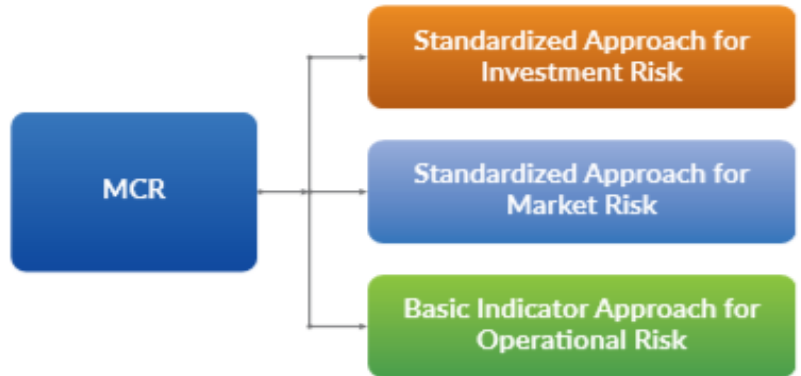 MCR
Standardized Approach for
Investment Risk
Standardized Approach for
Market Risk
Basic Indicator Approach for
Operational Risk